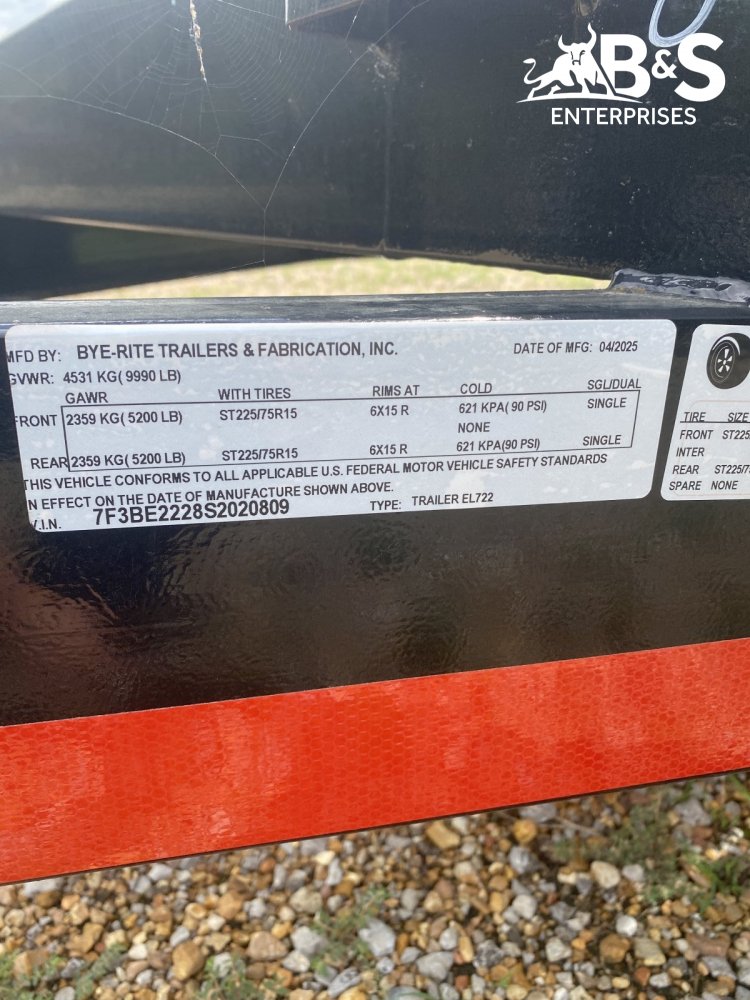 B&S
ENTERPRISES
MFD BY: BYE-RITE TRAILERS & FABRICATION, INC. DATE OF MFG: 04/2025
GVWR: 4531 KG( 9990 LB)
GAWR WITH TIRES RIMS AT COLD SGL/DUAL
FRONT 2359 KG( 5200 LB) ST225/75R15 6X15 R 621 KPA( 90 PSI) SINGLE
NONE
REAR 2359 KG( 5200 LB) ST225/75R15 6X15 R 621 KPA(90 PSI) SINGLE
THIS VEHICLE CONFORMS TO ALL APPLICABLE U.S. FEDERAL MOTOR VEHICLE SAFETY STANDARDS
IN EFFECT ON THE DATE OF MANUFACTURE SHOWN ABOVE.
V.I.N. 7F3BE2228S2020809 TYPE: TRAILER EL722
TIRE SIZE
FRONT ST225
INTER
REAR ST225/7
SPARE NONE